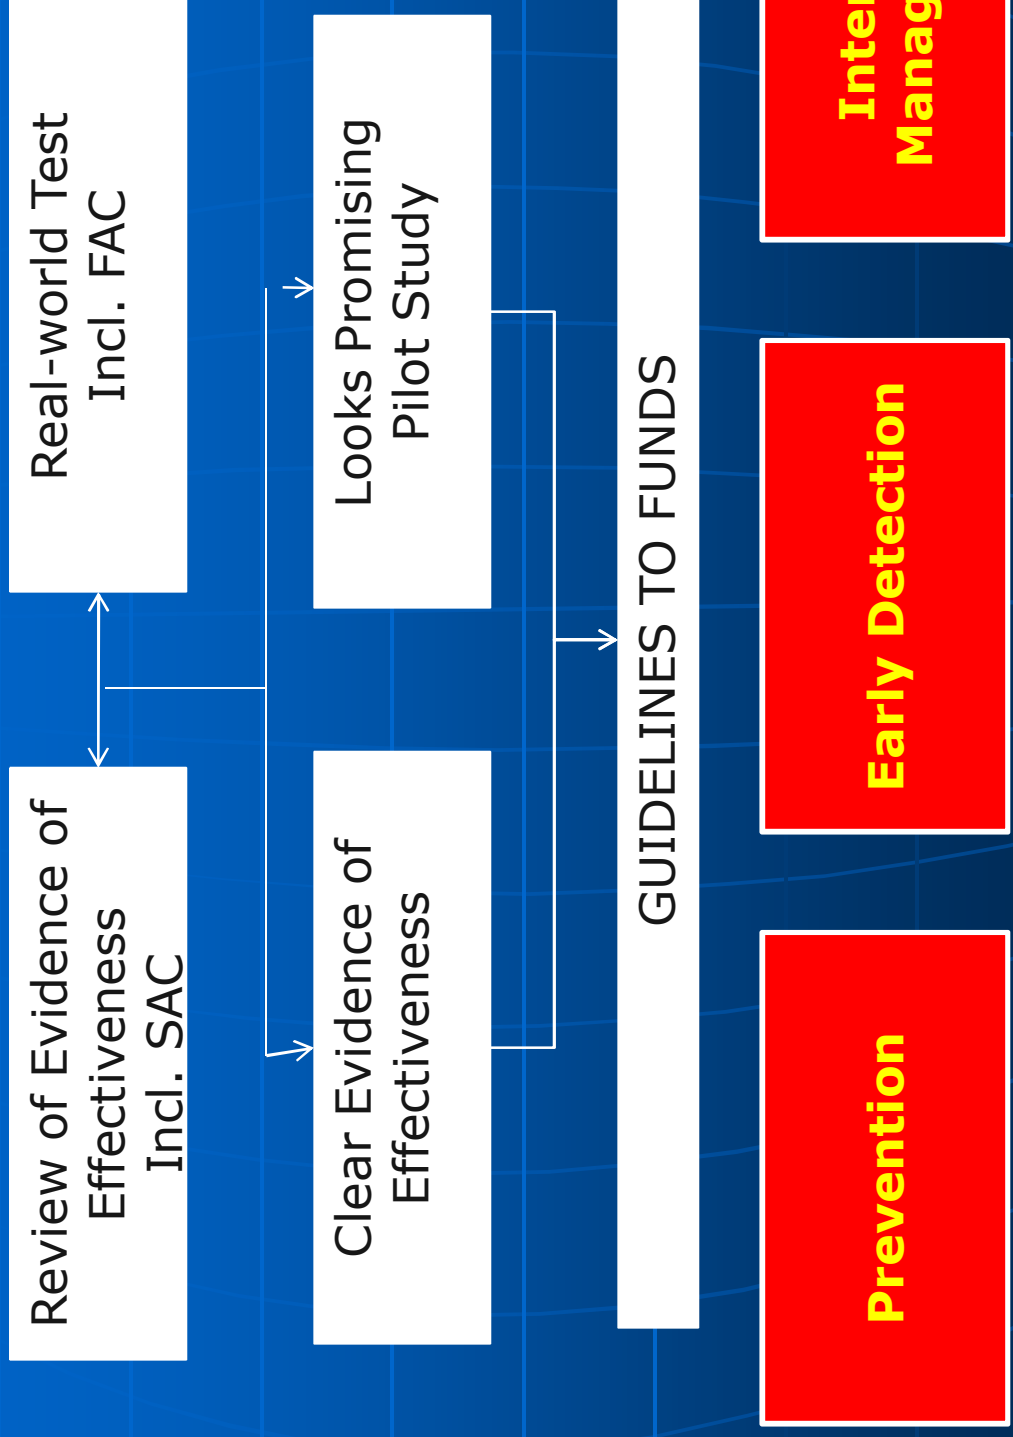 Review of Evidence of
Effectiveness
Incl. SAC
Real-world Test
Incl. FAC
Clear Evidence of
Effectiveness
Looks Promising
Pilot Study
GUIDELINES TO FUNDS
Prevention
Early Detection